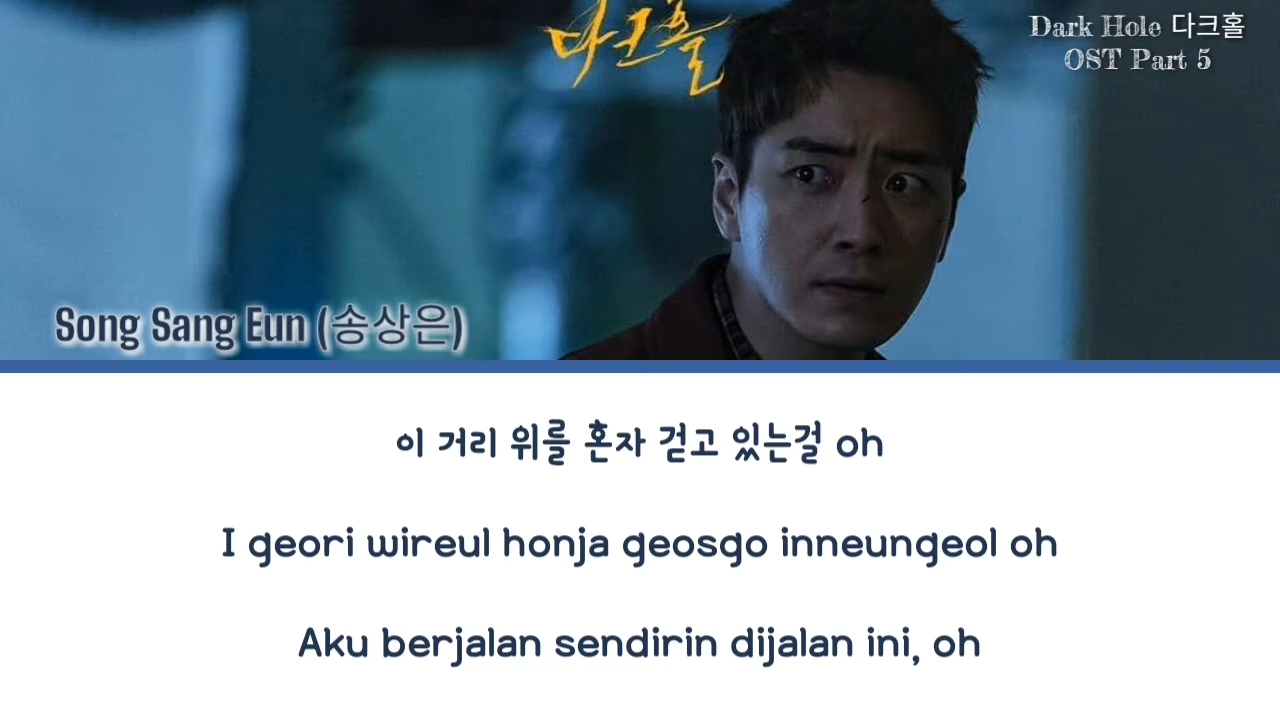 다크홀
Dark Hole 다크홀
OST Part 5
Song Sang Eun (송상은)
이 거리 위를 혼자 걷고 있는걸 oh
I geori wireul honja geosgo inneungeol oh
Aku berjalan sendirin dijalan ini, oh